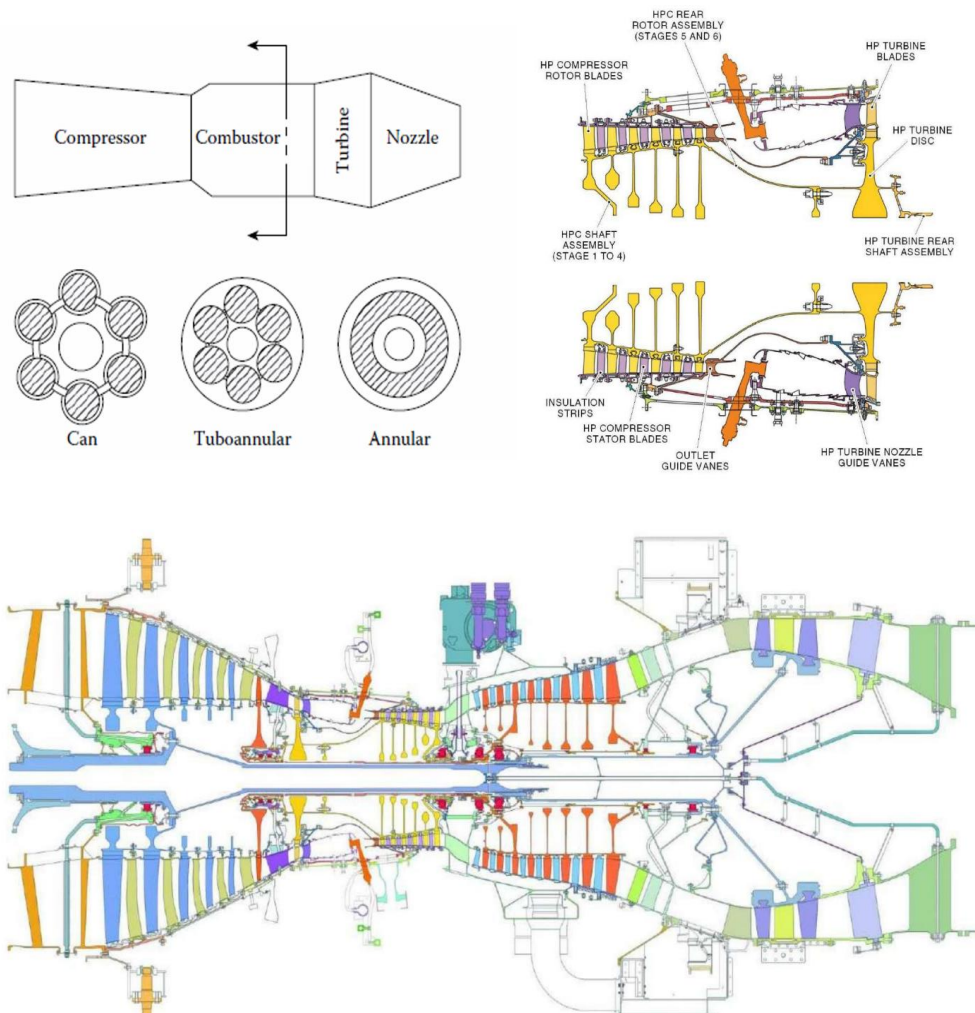 Compressor
Combustor
Turbine
Nozzle
Can
Tuboannular
Annular
HPC REAR
ROTOR ASSEMBLY
(STAGES 5 AND 6)
HP COMPRESSOR
ROTOR BLADES
HP TURBINE
BLADES
HP TURBINE
DISC
HPC SHAFT
ASSEMBLY
(STAGE 1 TO 4)
HP TURBINE REAR
SHAFT ASSEMBLY
INSULATION
STRIPS
HP COMPRESSOR
STATOR BLADES
OUTLET
GUIDE VANES
HP TURBINE NOZZLE
GUIDE VANES